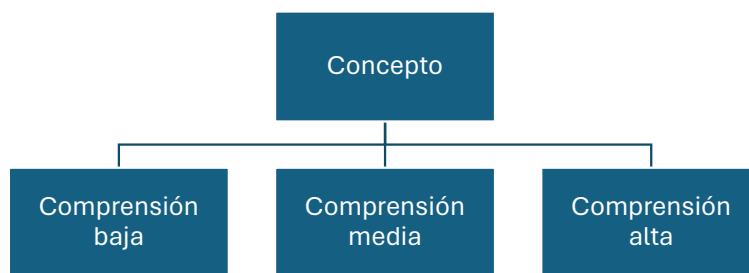 Concepto
Comprensión
baja
Comprensión
media
Comprensión
alta